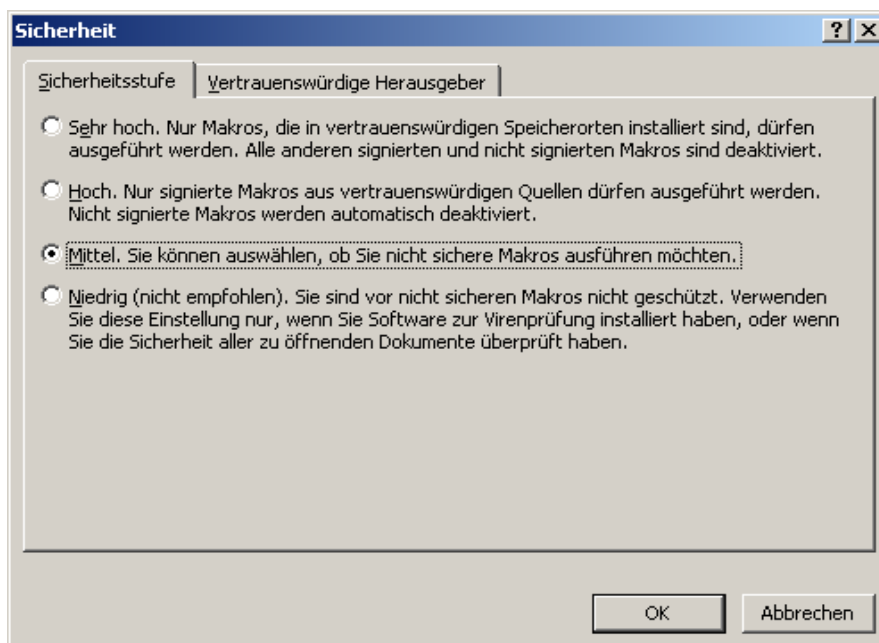 Sicherheit
Sicherheitsstufe
Vertrauenswürdige Herausgeber
Sehr hoch. Nur Makros, die in vertrauenswürdigen Speicherorten installiert sind, dürfen
ausgeführt werden. Alle anderen signierten und nicht signierten Makros sind deaktiviert.
Hoch. Nur signierte Makros aus vertrauenswürdigen Quellen dürfen ausgeführt werden.
Nicht signierte Makros werden automatisch deaktiviert.
Mittel. Sie können auswählen, ob Sie nicht sichere Makros ausführen möchten.
Niedrig (nicht empfohlen). Sie sind vor nicht sicheren Makros nicht geschützt. Verwenden
Sie diese Einstellung nur, wenn Sie Software zur Virenprüfung installiert haben, oder wenn
Sie die Sicherheit aller zu öffnenden Dokumente überprüft haben.
OK
Abbrechen